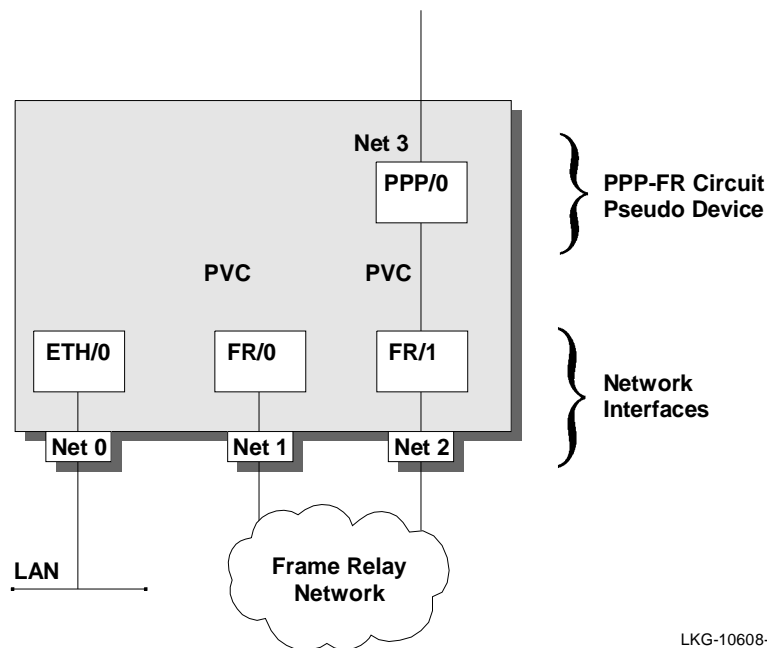 Net 3
PPP/0
PPP-FR Circuit
Pseudo Device
PVC
PVC
ETH/0
FR/0
FR/1
Network
Interfaces
Net 0
Net 1
Net 2
LAN
Frame Relay
Network
LKG-10608-